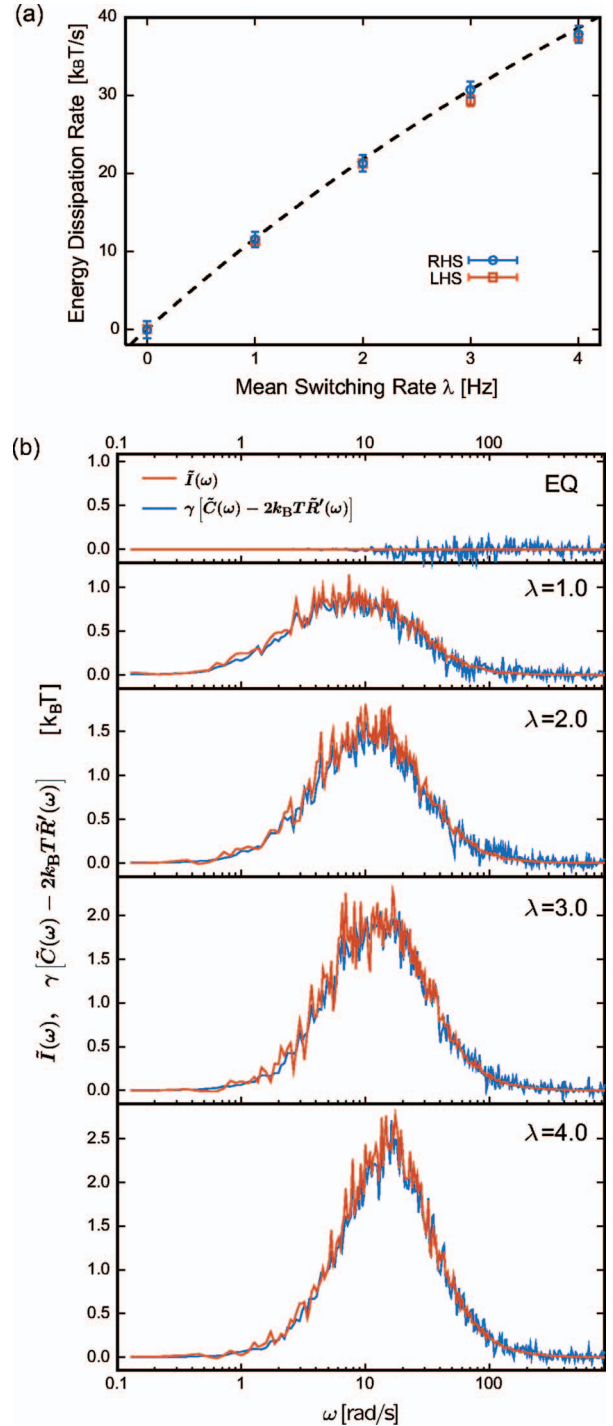 (a)
40
30
20
10
0
Energy Dissipation Rate [kBT/s]
RHS
LHS
0 1 2 3 4
Mean Switching Rate λ [Hz]
(b)
0.1 1 10 100
1.0
0.0
Ĩ(ω)
γ[C̃(ω) − 2kBTR̃′(ω)]
EQ
1.0
0.5
0.0
λ=1.0
1.5
1.0
0.5
0.0
λ=2.0
2.0
1.5
1.0
0.5
0.0
λ=3.0
2.5
2.0
1.5
1.0
0.5
0.0
λ=4.0
Ĩ(ω), γ[C̃(ω) − 2kBTR̃′(ω)] [kBT]
0.1 1 10 100
ω [rad/s]